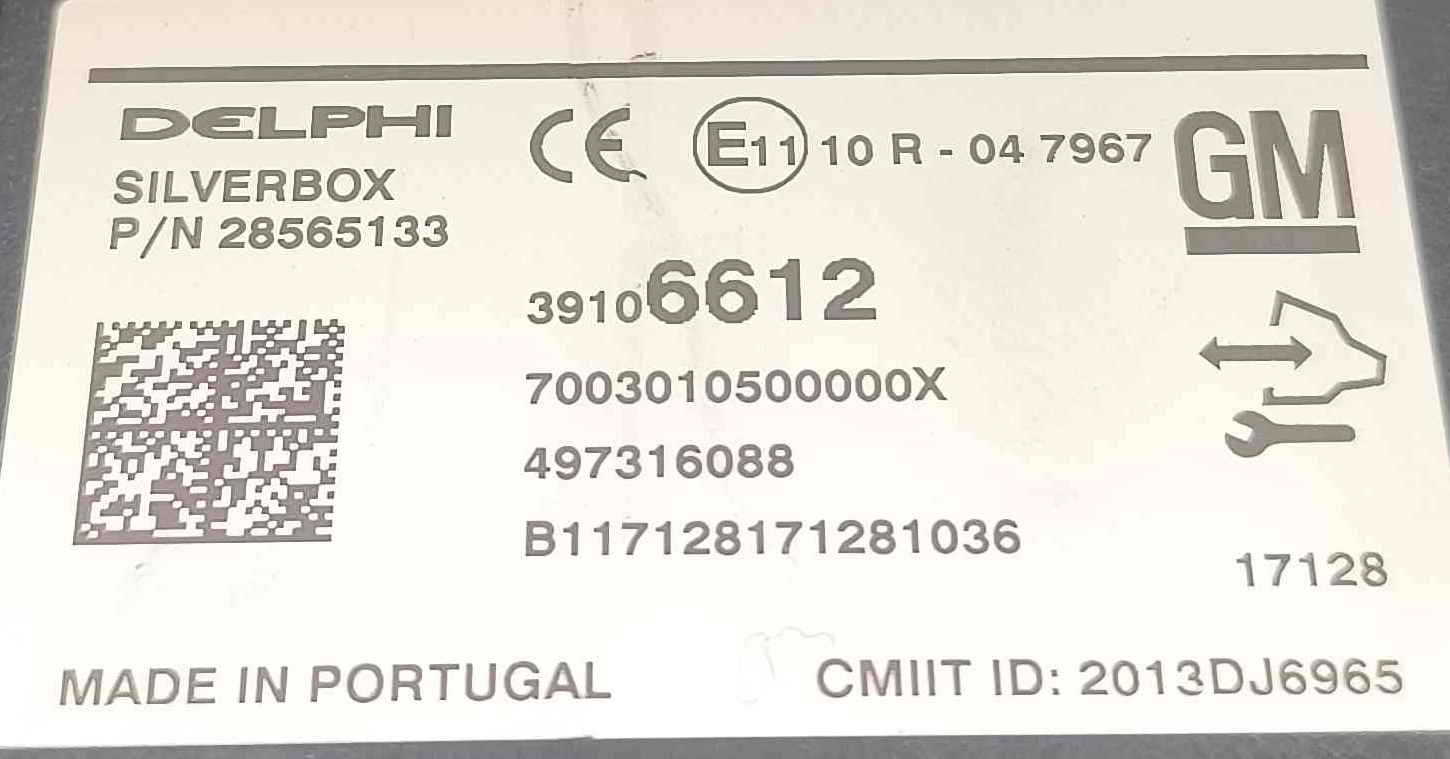 DELPHI
SILVERBOX
P/N 28565133
CE E11 10 R - 04 7967
GM
39106612
7003010500000X
497316088
B117128171281036
17128
MADE IN PORTUGAL
CMIIT ID: 2013DJ6965